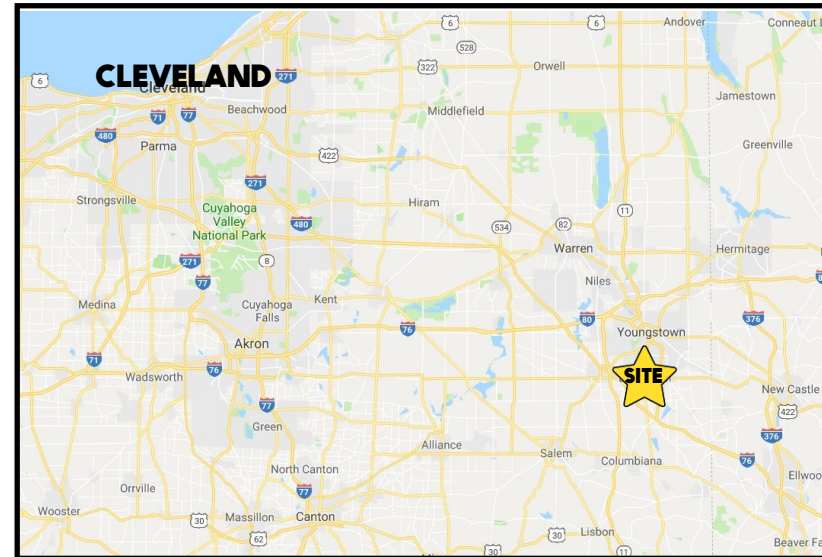 6
6
Andover
Conneaut L
528
322
Orwell
CLEVELAND
Cleveland
271
6
Jamestown
Beachwood
Middlefield
71
77
480
Parma
Greenville
422
271
Strongsville
Hiram
Cuyahoga
Valley
National Park
11
480
534
82
Warren
Hermitage
271
8
77
Niles
8
Medina
Cuyahoga
Falls
Kent
376
80
76
Youngstown
Akron
71
76
Wadsworth
SITE
New Castle
77
422
Green
376
Alliance
Salem
Columbiana
76
North Canton
Ellwoo
77
Orrville
Wooster
30
Massillon
Canton
62
30
Lisbon
30
11
Beaver Fa